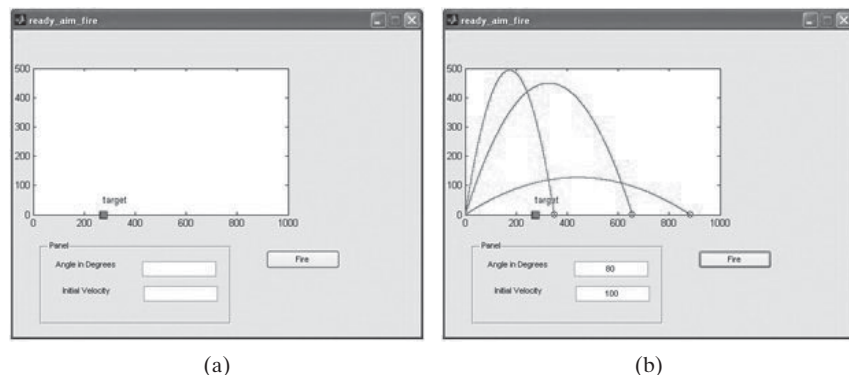 ready_aim_fire
500
400
300
200
100
0
target
0 200 400 600 800 1000
Panel
Angle in Degrees
Initial Velocity
Fire
(a)
ready_aim_fire
500
400
300
200
100
0
target
0 200 400 600 800 1000
Panel
Angle in Degrees 80
Initial Velocity 100
Fire
(b)